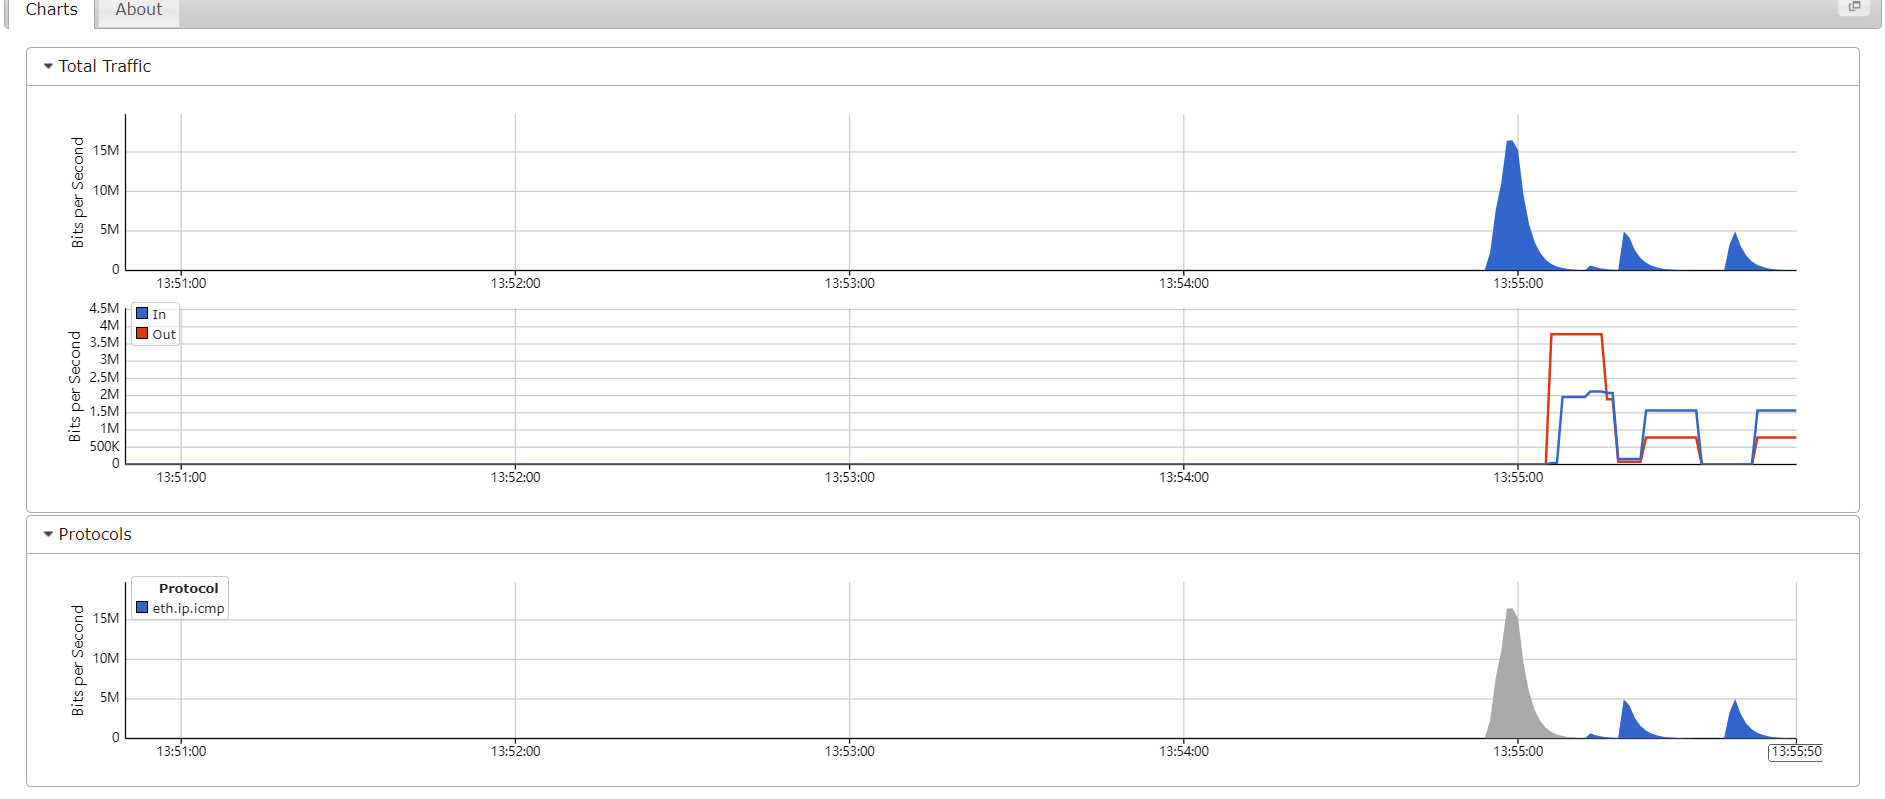 Charts
About
Total Traffic
Bits per Second
15M
10M
5M
0
13:51:00 13:52:00 13:53:00 13:54:00 13:55:00
In
Out
Bits per Second
4.5M
4M
3.5M
3M
2.5M
2M
1.5M
1M
500K
0
13:51:00 13:52:00 13:53:00 13:54:00 13:55:00
Protocols
Protocol
eth.ip.icmp
Bits per Second
15M
10M
5M
0
13:51:00 13:52:00 13:53:00 13:54:00 13:55:00 13:55:50